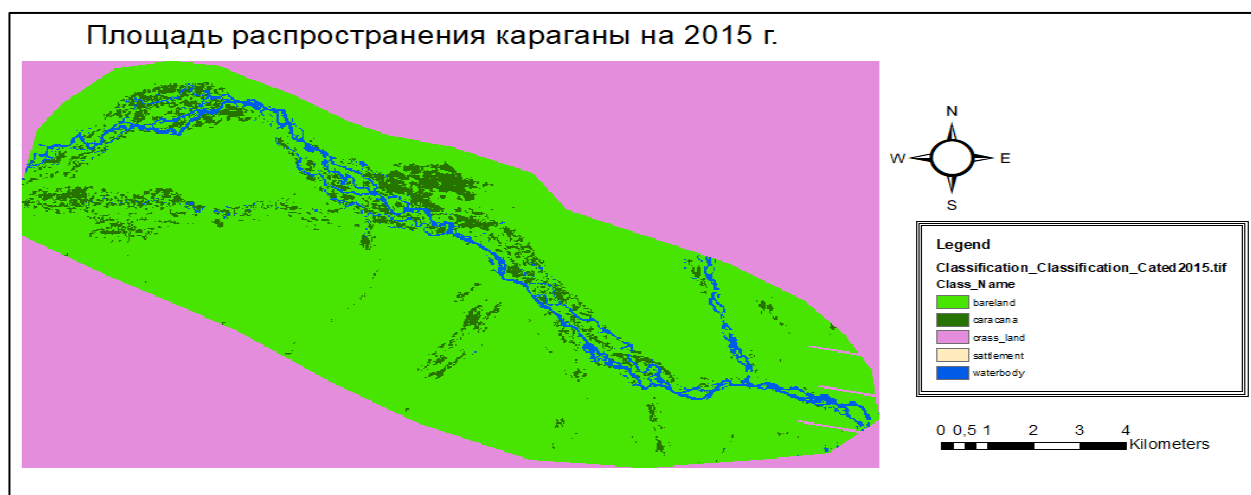 Площадь распространения караганы на 2015 г.
N
W E
S
Legend
Classification_Classification_Cated2015.tif
Class_Name
bareland
caracana
crass_land
sattlement
waterbody
0 0,5 1 2 3 4
Kilometers